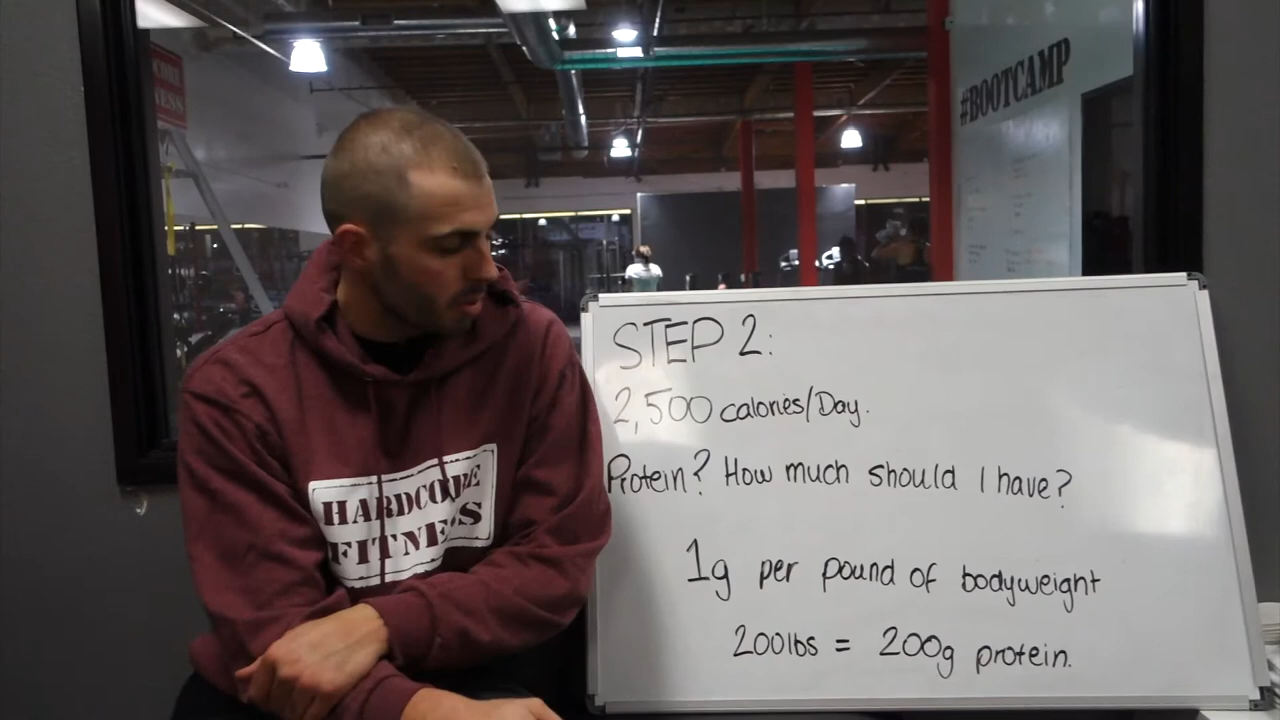 #BOOTCAMP
STEP 2:
2,500 calories/Day.
Protein? How much should I have?
1g per pound of bodyweight
200lbs = 200g protein.
HARDCORE
FITNESS